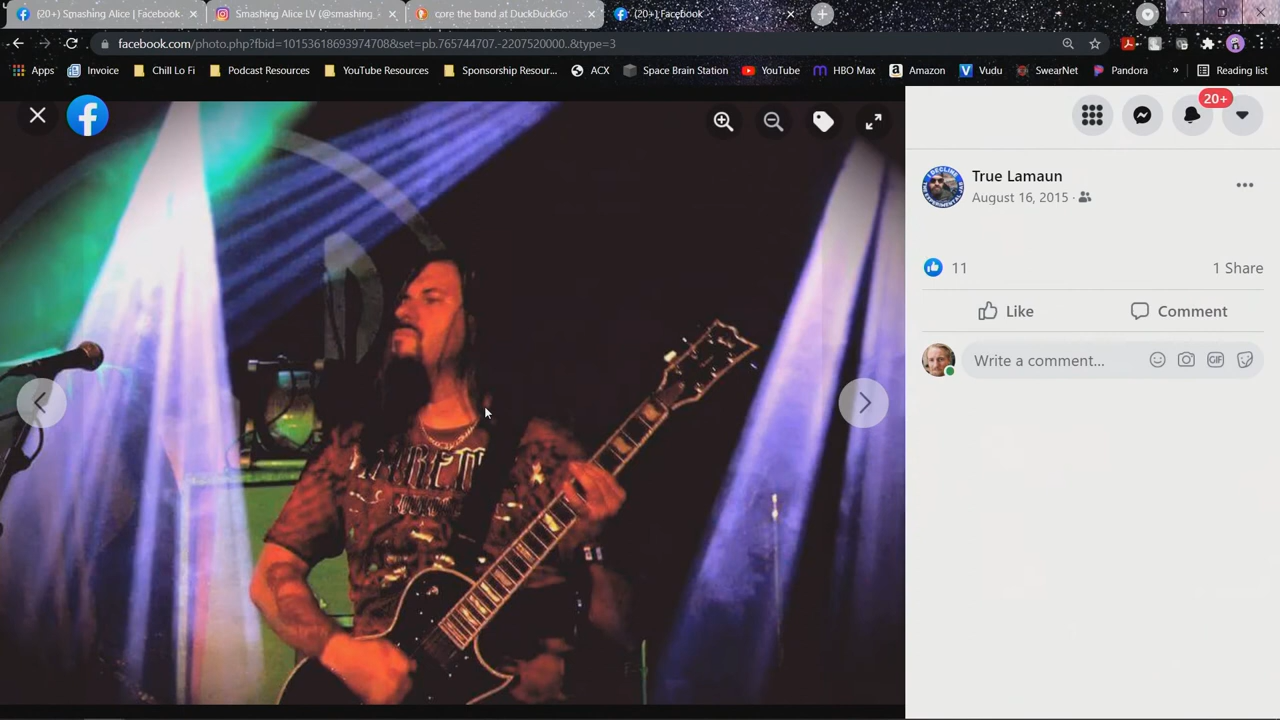 (20+) Smashing Alice | Facebook
Smashing Alice LV (@smashing_
core the band at DuckDuckGo
(20+) Facebook
facebook.com/photo.php?fbid=10153618693974708&set=pb.765744707.-2207520000..&type=3
Apps
Invoice
Chill Lo Fi
Podcast Resources
YouTube Resources
Sponsorship Resour...
ACX
Space Brain Station
YouTube
HBO Max
Amazon
Vudu
SwearNet
Pandora
»
Reading list
20+
True Lamaun
August 16, 2015 ·
11
1 Share
Like
Comment
Write a comment...
GIF